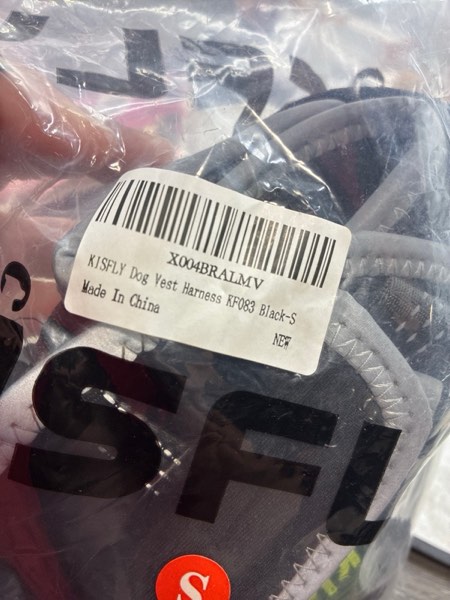 X004BRALMV
KISFLY Dog Vest Harness KF083 Black-S
Made In China
NEW
SFL
S